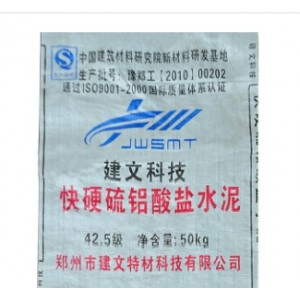 中国建筑材料研究院新材料研发基地
生产批号：豫郑工【2010】00202
通过ISO9001-2000国际质量体系认证
JWSMT
建文科技
快硬硫铝酸盐水泥
42.5级 净含量:50kg
郑州市建文特材科技有限公司
建文科技